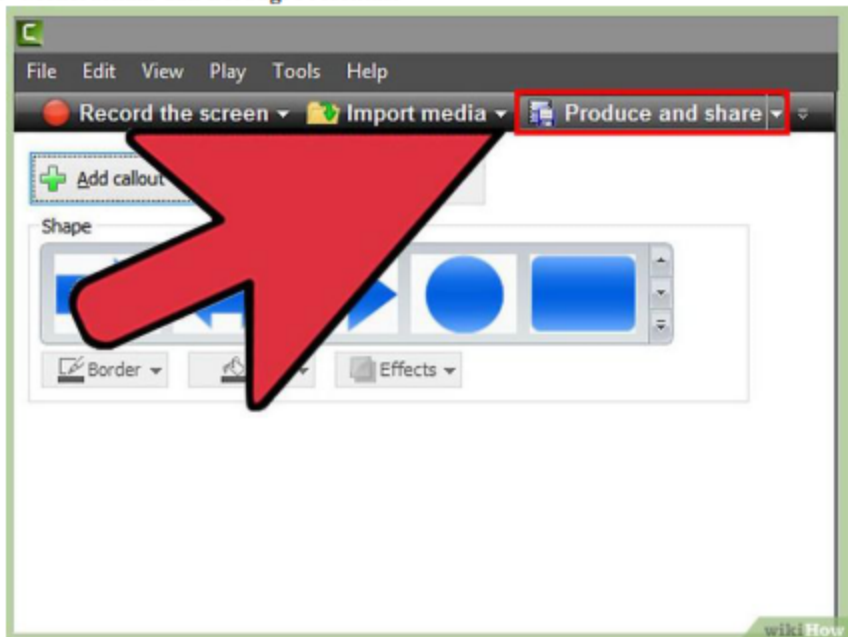 File Edit View Play Tools Help
Record the screen Import media Produce and share
Add callout
Shape
Border Effects
wikiHow